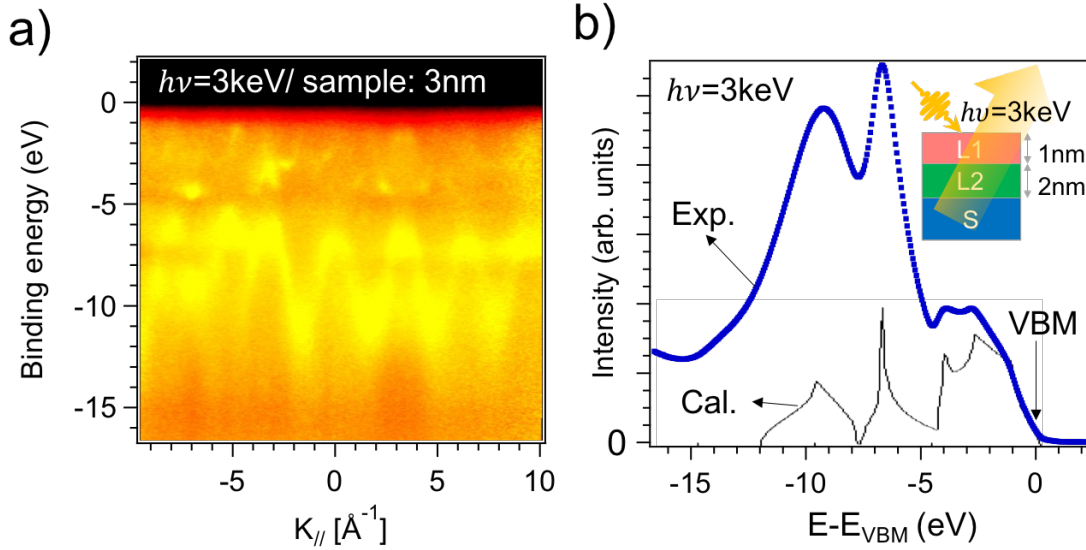 a)
hν=3keV/ sample: 3nm
0
-5
-10
-15
Binding energy (eV)
-5
0
5
10
K// [Å-1]
b)
hν=3keV
hυ=3keV
L1
1nm
L2
2nm
S
Exp.
VBM
Cal.
Intensity (arb. units)
0
-15
-10
-5
0
E-EVBM (eV)